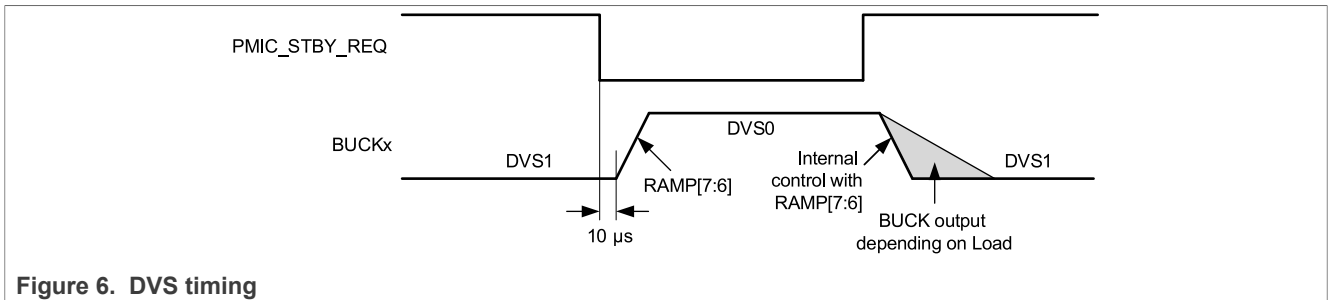 PMIC_STBY_REQ
BUCKx
DVS1
DVS0
DVS1
RAMP[7:6]
Internal
control with
RAMP[7:6]
10 µs
BUCK output
depending on Load
Figure 6. DVS timing